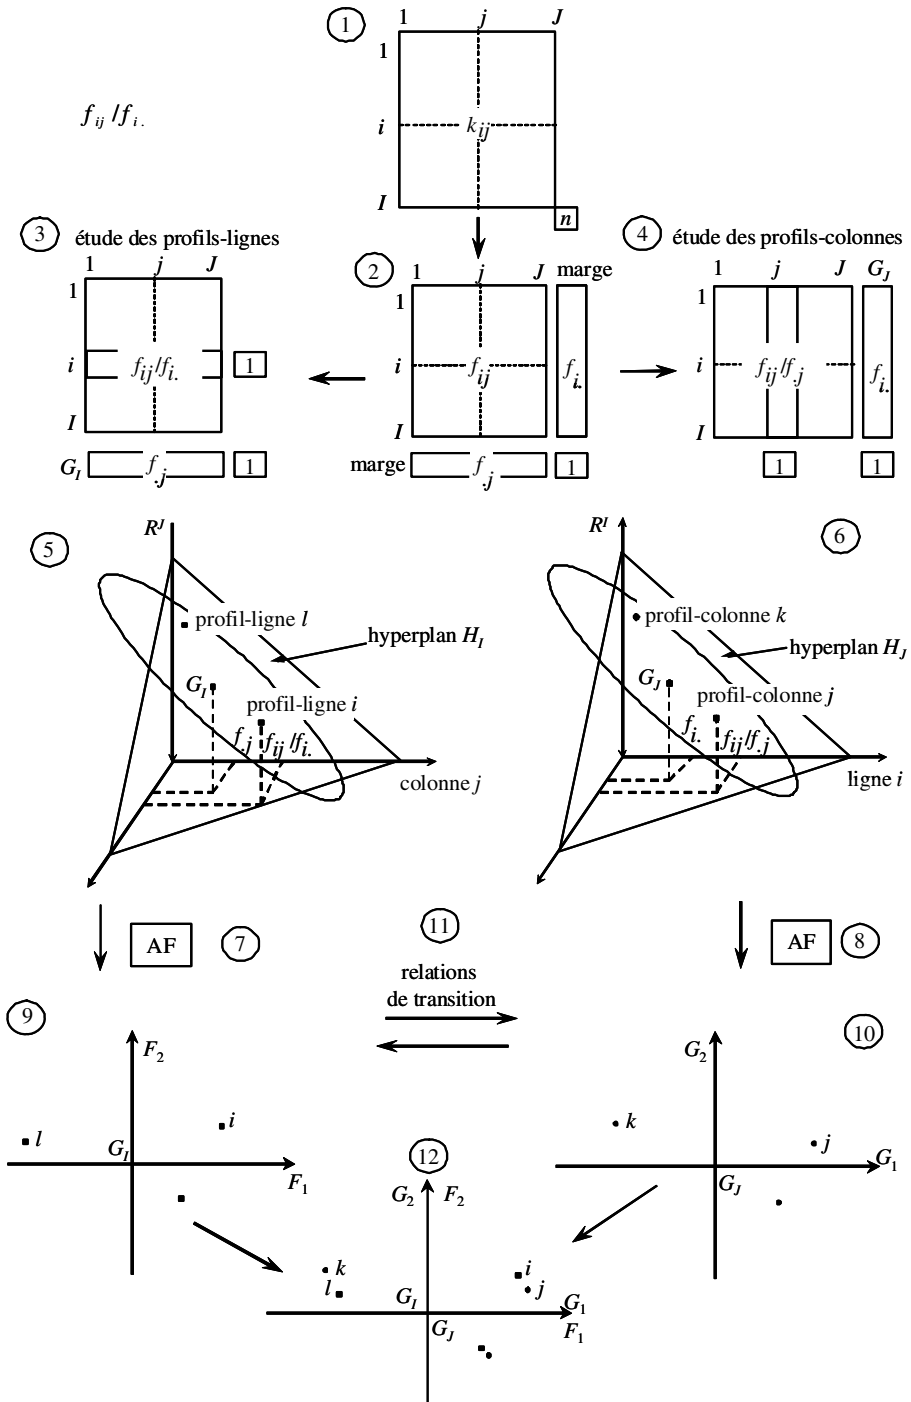 1
1 j J
1
f_ij /f_i.
i k_ij
I
n
3
étude des profils-lignes
1 j J
1
i f_ij/f_i. 1
I
G_I f_.j 1
2
1 j J marge
1
i f_ij f_i.
I
marge f_.j 1
4
étude des profils-colonnes
1 j J G_J
1
i f_ij/f_.j f_i.
I
1 1
5
R^J
profil-ligne l
hyperplan H_I
G_I
profil-ligne i
f_.j f_ij/f_i.
colonne j
6
R^I
profil-colonne k
hyperplan H_J
G_J
profil-colonne j
f_i. f_ij/f_.j
ligne i
AF 7
11
relations
de transition
AF 8
9
F_2
l i
G_I
F_1
10
G_2
k
j
G_1
G_J
12
G_2 F_2
k i
l j
G_I G_1
G_J F_1